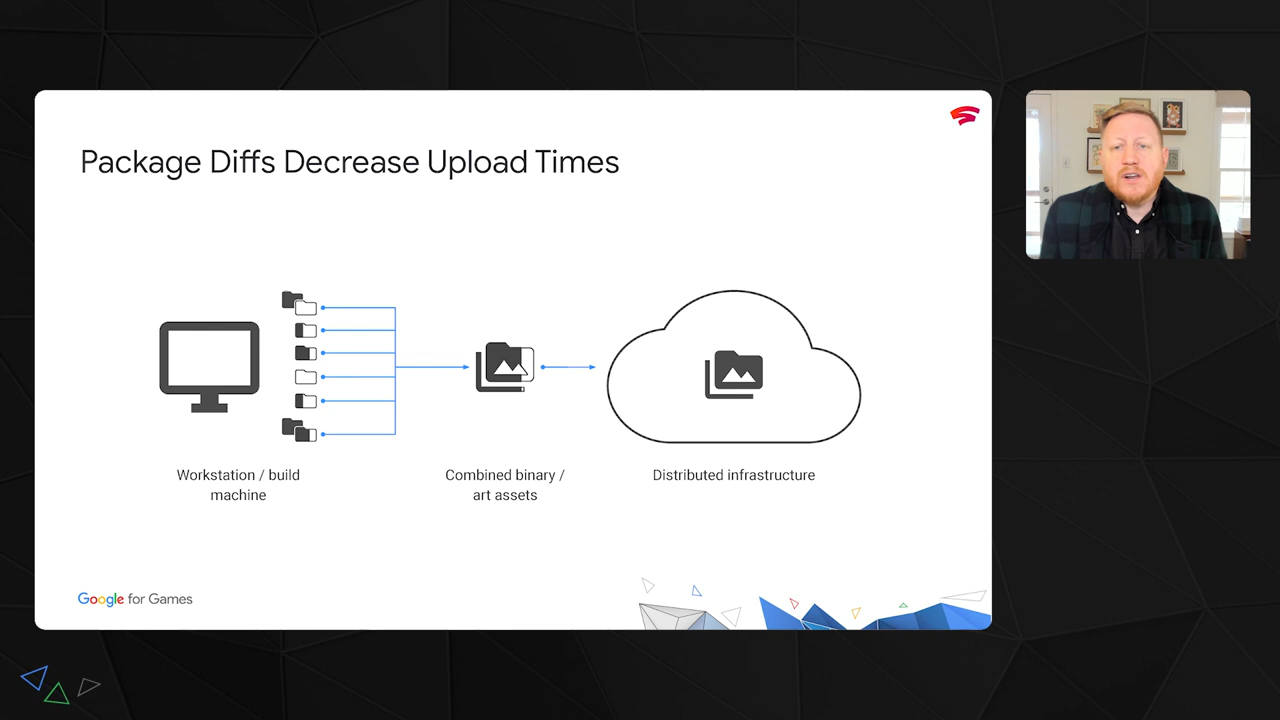 Package Diffs Decrease Upload Times
Workstation / build
machine
Combined binary /
art assets
Distributed infrastructure
Google for Games